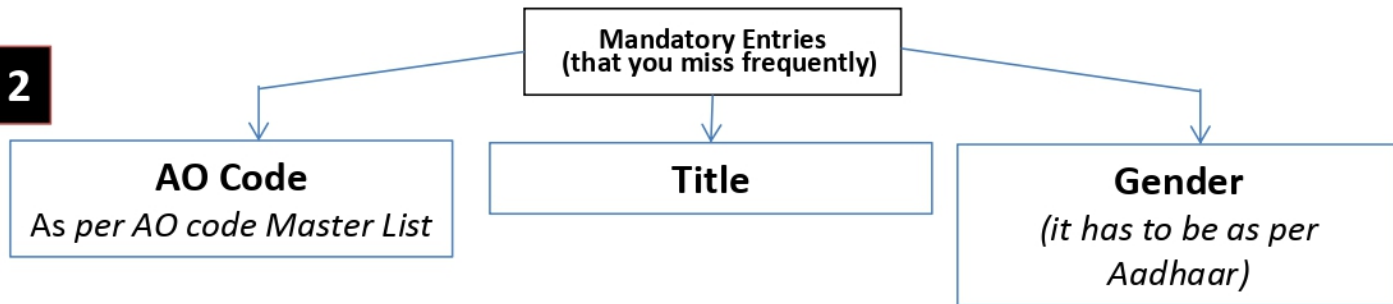 Mandatory Entries
(that you miss frequently)
2
AO Code
As per AO code Master List
Title
Gender
(it has to be as per
Aadhaar)